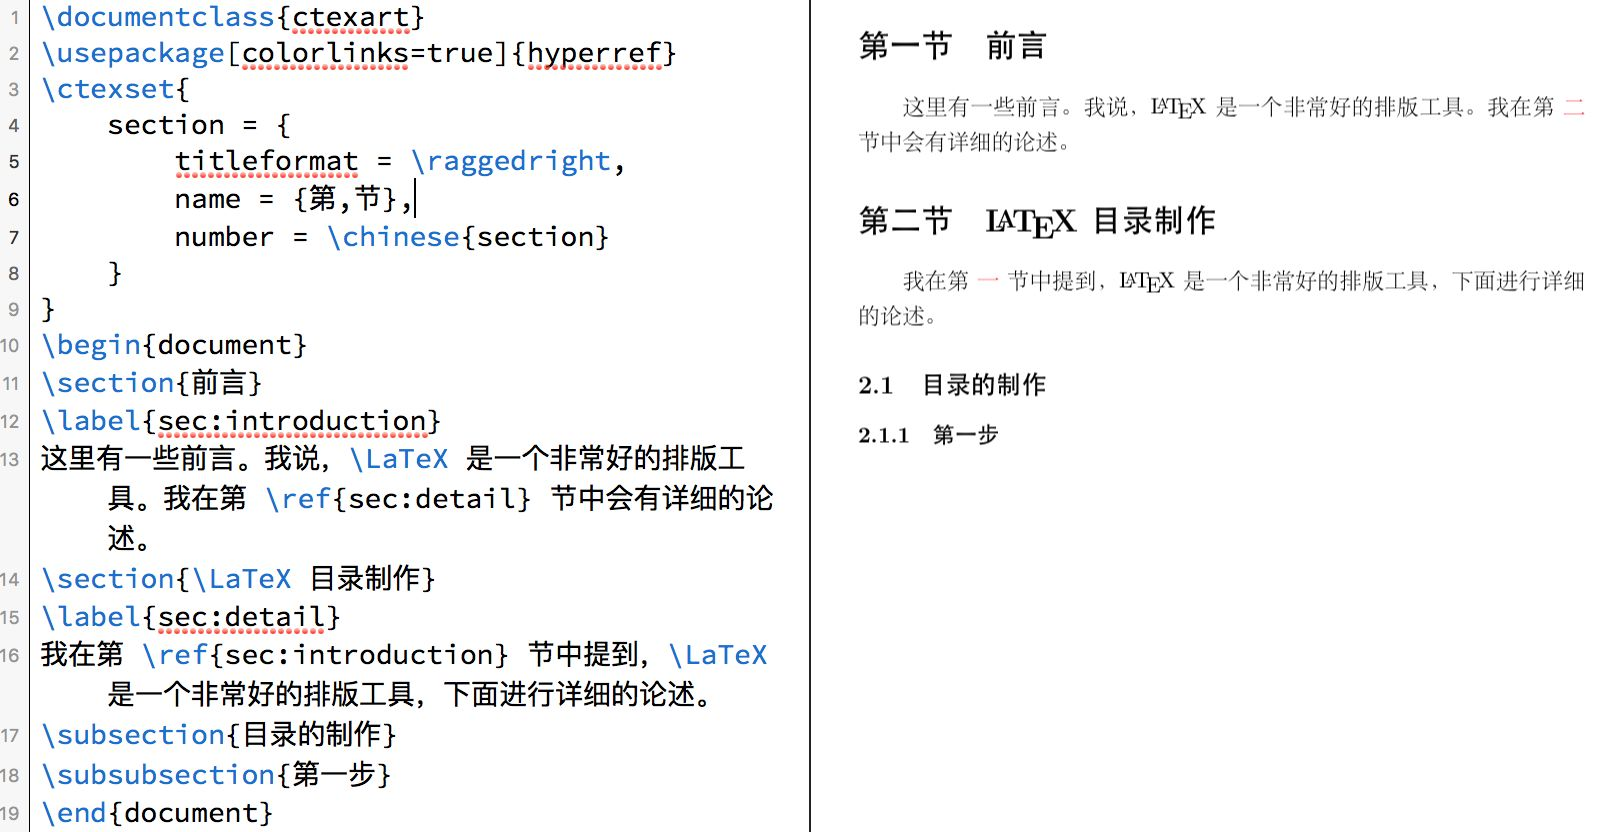 1 \documentclass{ctexart}
2 \usepackage[colorlinks=true]{hyperref}
3 \ctexset{
4 section = {
5 titleformat = \raggedright,
6 name = {第,节},
7 number = \chinese{section}
8 }
9 }
10 \begin{document}
11 \section{前言}
12 \label{sec:introduction}
13 这里有一些前言。我说，\LaTeX 是一个非常好的排版工
具。我在第 \ref{sec:detail} 节中会有详细的论
述。
14 \section{\LaTeX 目录制作}
15 \label{sec:detail}
16 我在第 \ref{sec:introduction} 节中提到，\LaTeX
是一个非常好的排版工具，下面进行详细的论述。
17 \subsection{目录的制作}
18 \subsubsection{第一步}
19 \end{document}
第一节 前言
这里有一些前言。我说，LATEX 是一个非常好的排版工具。我在第 二
节中会有详细的论述。
第二节 LATEX 目录制作
我在第 一 节中提到，LATEX 是一个非常好的排版工具，下面进行详细
的论述。
2.1 目录的制作
2.1.1 第一步